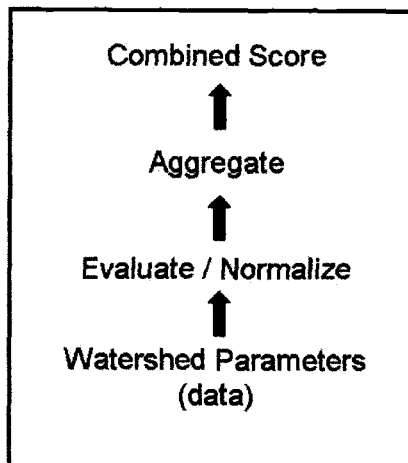 Combined Score
Aggregate
Evaluate / Normalize
Watershed Parameters
(data)